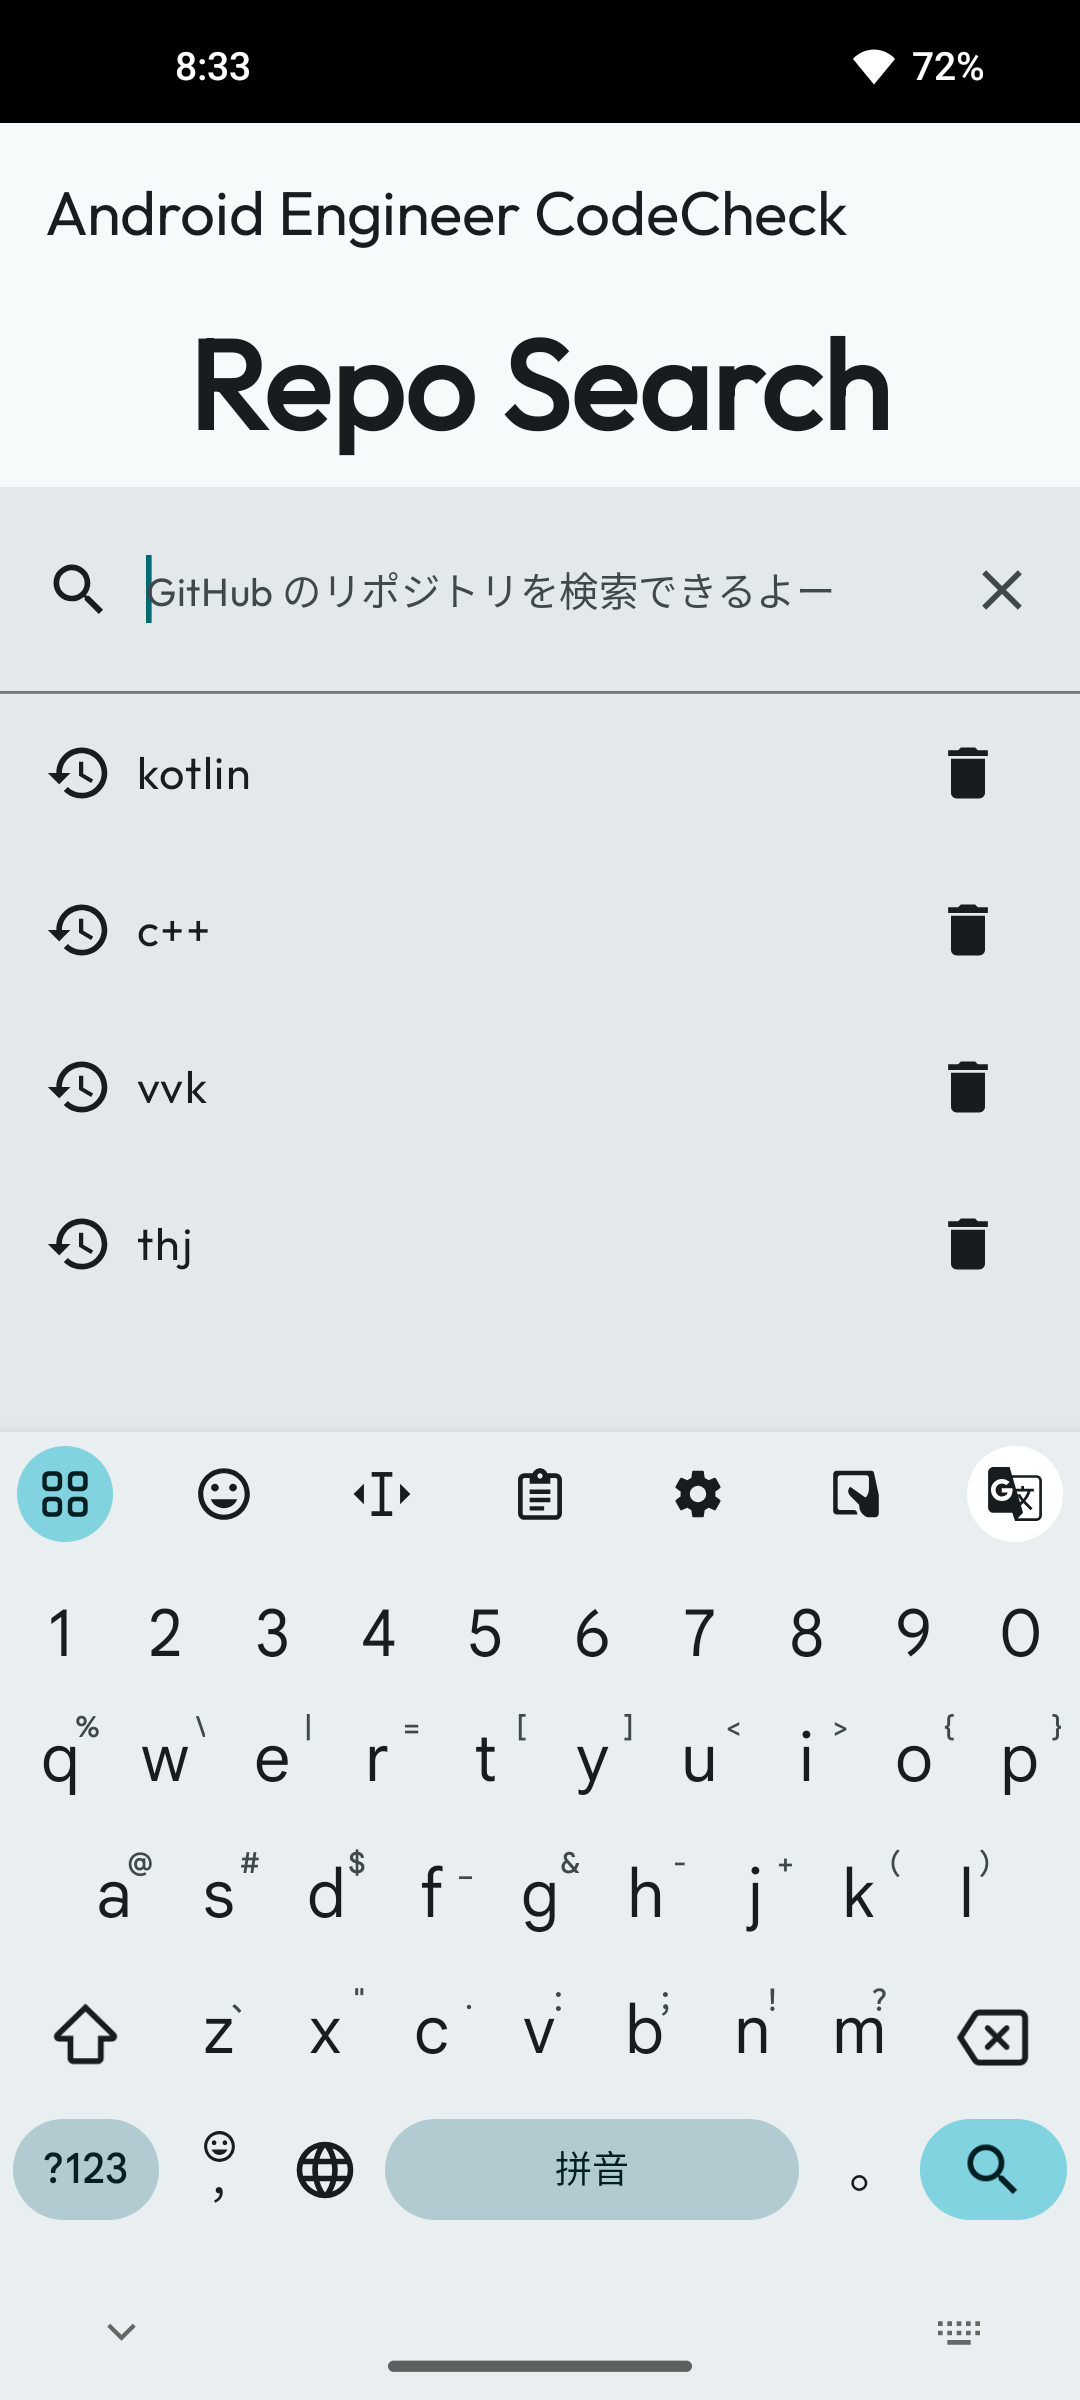 8:33 72%
Android Engineer CodeCheck
Repo Search
GitHub のリポジトリを検索できるよー
kotlin
c++
vvk
thj
1 2 3 4 5 6 7 8 9 0
% \ | = [ ] < > { }
q w e r t y u i o p
@ # $ _ & - + ( )
a s d f g h j k l
、 " · : ; ! ?
z x c v b n m
?123 , 拼音 。